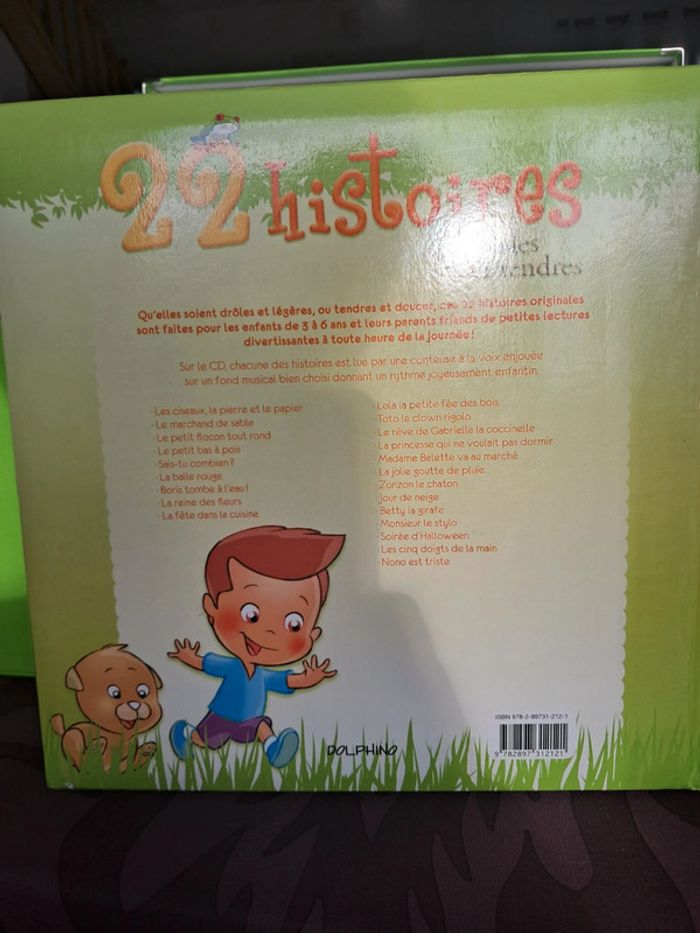 22 histoires
des
tendres
Qu'elles soient drôles et légères, ou tendres et douces, ces 22 histoires originales
sont faites pour les enfants de 3 à 6 ans et leurs parents friands de petites lectures
divertissantes à toute heure de la journée !
Sur le CD, chacune des histoires est lue par une conteuse à la voix enjouée
sur un fond musical bien choisi donnant un rythme joyeusement enfantin.
· Les ciseaux, la pierre et le papier
· Le marchand de sable
· Le petit flocon tout rond
· Le petit bas à pois
· Sais-tu combien ?
· La balle rouge
· Boris tombe à l'eau !
· La reine des fleurs
· La fête dans la cuisine
· Lola la petite fée des bois
· Toto le clown rigolo
· Le rêve de Gabrielle la coccinelle
· La princesse qui ne voulait pas dormir
· Madame Belette va au marché
· La jolie goutte de pluie
· Zonzon le chaton
· Jour de neige
· Betty la girafe
· Monsieur le stylo
· Soirée d'Halloween
· Les cinq doigts de la main
· Nono est triste
ISBN 978-2-89731-212-1
9 782897 312121
DOLPHINO